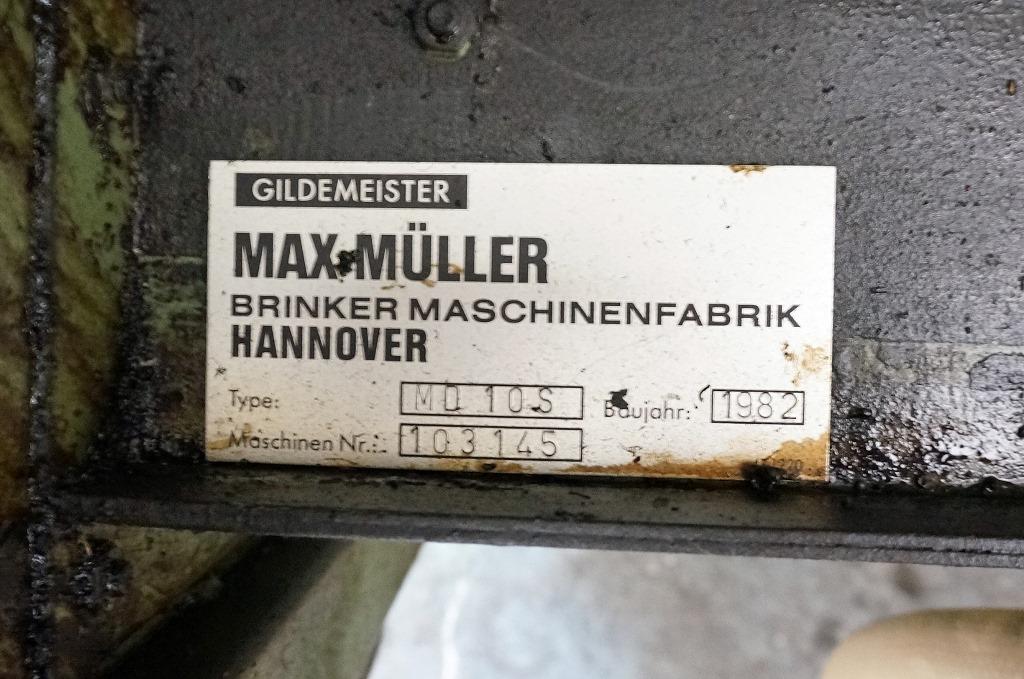 GILDEMEISTER
MAX MÜLLER
BRINKER MASCHINENFABRIK
HANNOVER
Type: MD 10 S Baujahr: 1982
Maschinen Nr.: 103145